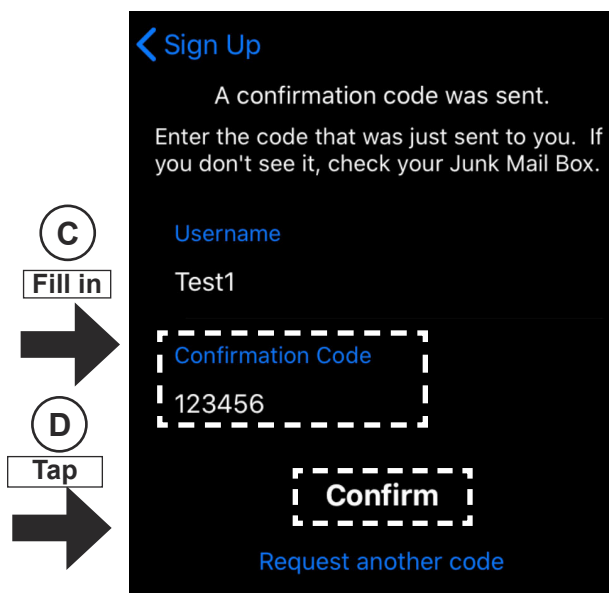 Sign Up
A confirmation code was sent.
Enter the code that was just sent to you. If
you don't see it, check your Junk Mail Box.
C
Fill in
Username
Test1
Confirmation Code
123456
D
Tap
Confirm
Request another code